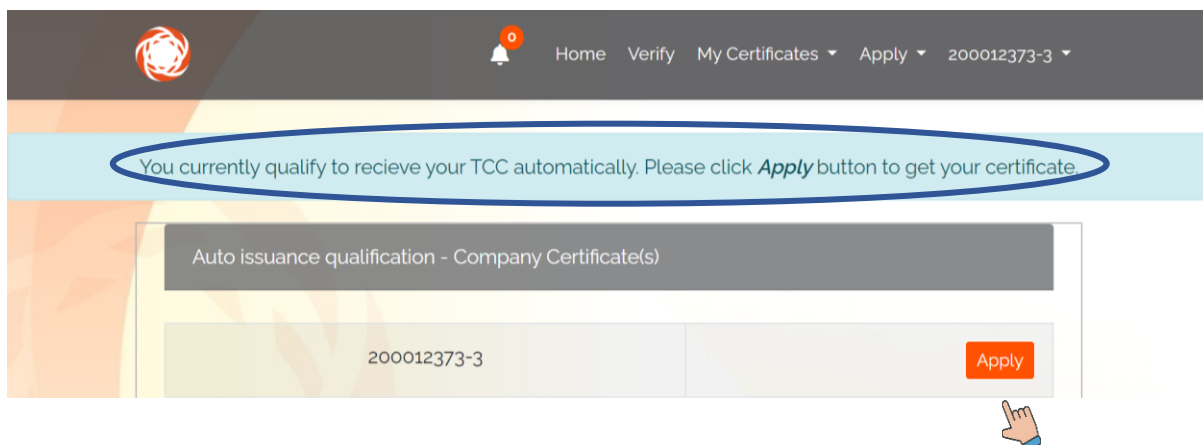 0
Home Verify My Certificates Apply 200012373-3
You currently qualify to recieve your TCC automatically. Please click Apply button to get your certificate.
Auto issuance qualification - Company Certificate(s)
200012373-3 Apply